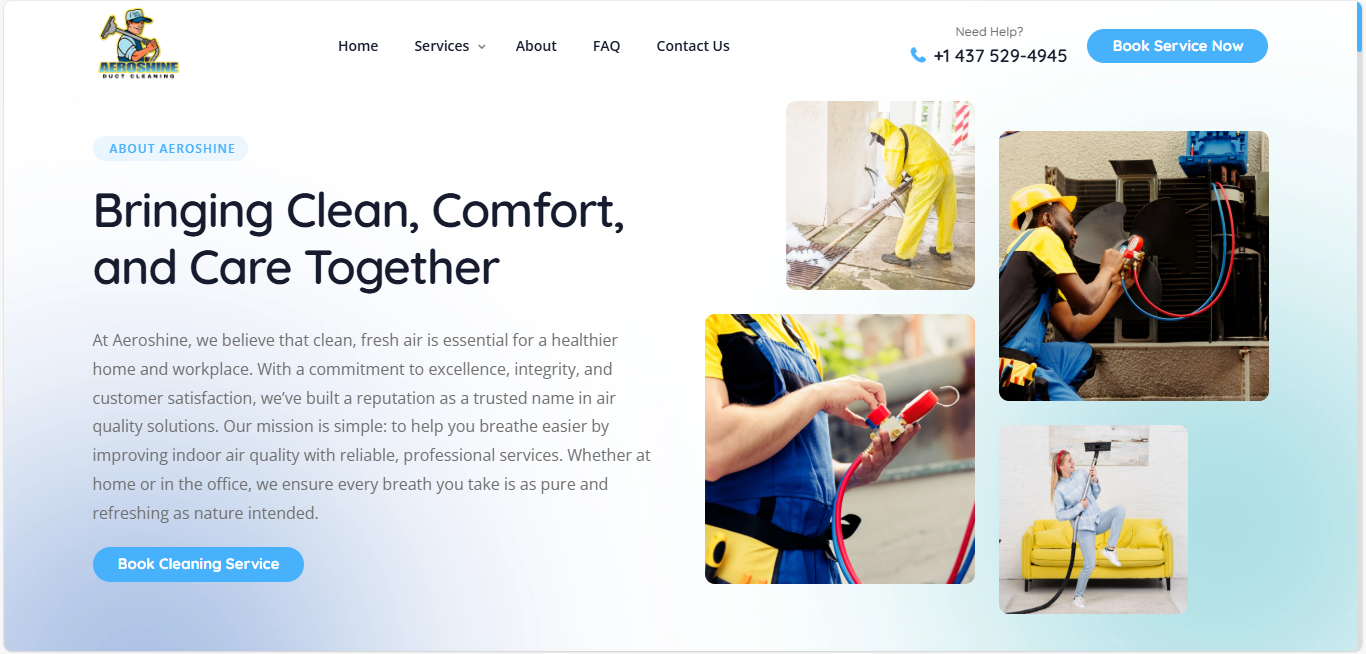 AEROSHINE
DUCT CLEANING
Home
Services
About
FAQ
Contact Us
Need Help?
+1 437 529-4945
Book Service Now
ABOUT AEROSHINE
Bringing Clean, Comfort,
and Care Together
At Aeroshine, we believe that clean, fresh air is essential for a healthier
home and workplace. With a commitment to excellence, integrity, and
customer satisfaction, we’ve built a reputation as a trusted name in air
quality solutions. Our mission is simple: to help you breathe easier by
improving indoor air quality with reliable, professional services. Whether at
home or in the office, we ensure every breath you take is as pure and
refreshing as nature intended.
Book Cleaning Service